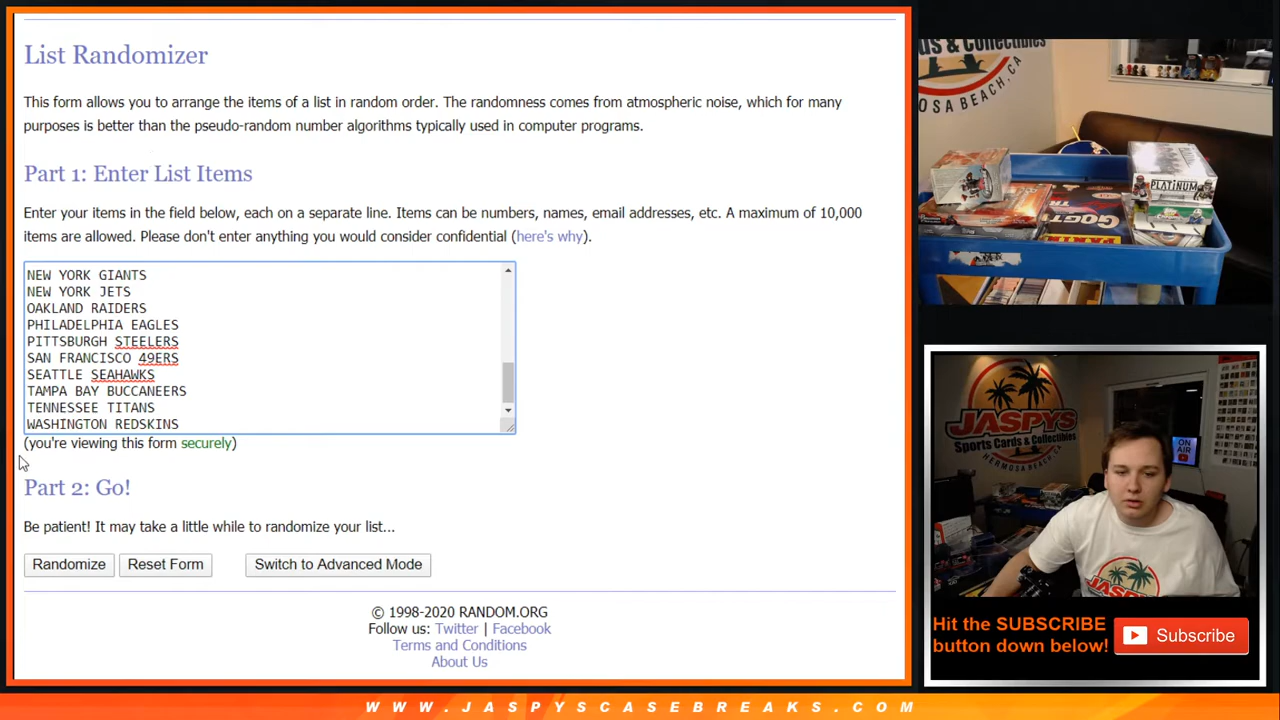 List Randomizer
This form allows you to arrange the items of a list in random order. The randomness comes from atmospheric noise, which for many
purposes is better than the pseudo-random number algorithms typically used in computer programs.
Part 1: Enter List Items
Enter your items in the field below, each on a separate line. Items can be numbers, names, email addresses, etc. A maximum of 10,000
items are allowed. Please don't enter anything you would consider confidential (here's why).
NEW YORK GIANTS
NEW YORK JETS
OAKLAND RAIDERS
PHILADELPHIA EAGLES
PITTSBURGH STEELERS
SAN FRANCISCO 49ERS
SEATTLE SEAHAWKS
TAMPA BAY BUCCANEERS
TENNESSEE TITANS
WASHINGTON REDSKINS
(you're viewing this form securely)
Part 2: Go!
Be patient! It may take a little while to randomize your list...
Randomize Reset Form Switch to Advanced Mode
© 1998-2020 RANDOM.ORG
Follow us: Twitter | Facebook
Terms and Conditions
About Us
ds & Collectibles
MOSA BEACH, CA
PLATINUM
JASPYS
Sports Cards & Collectibles
HERMOSA BEACH, CA
ON AIR
JASPYS
Hit the SUBSCRIBE
button down below!
Subscribe
WWW.JASPYSCASEBREAKS.COM